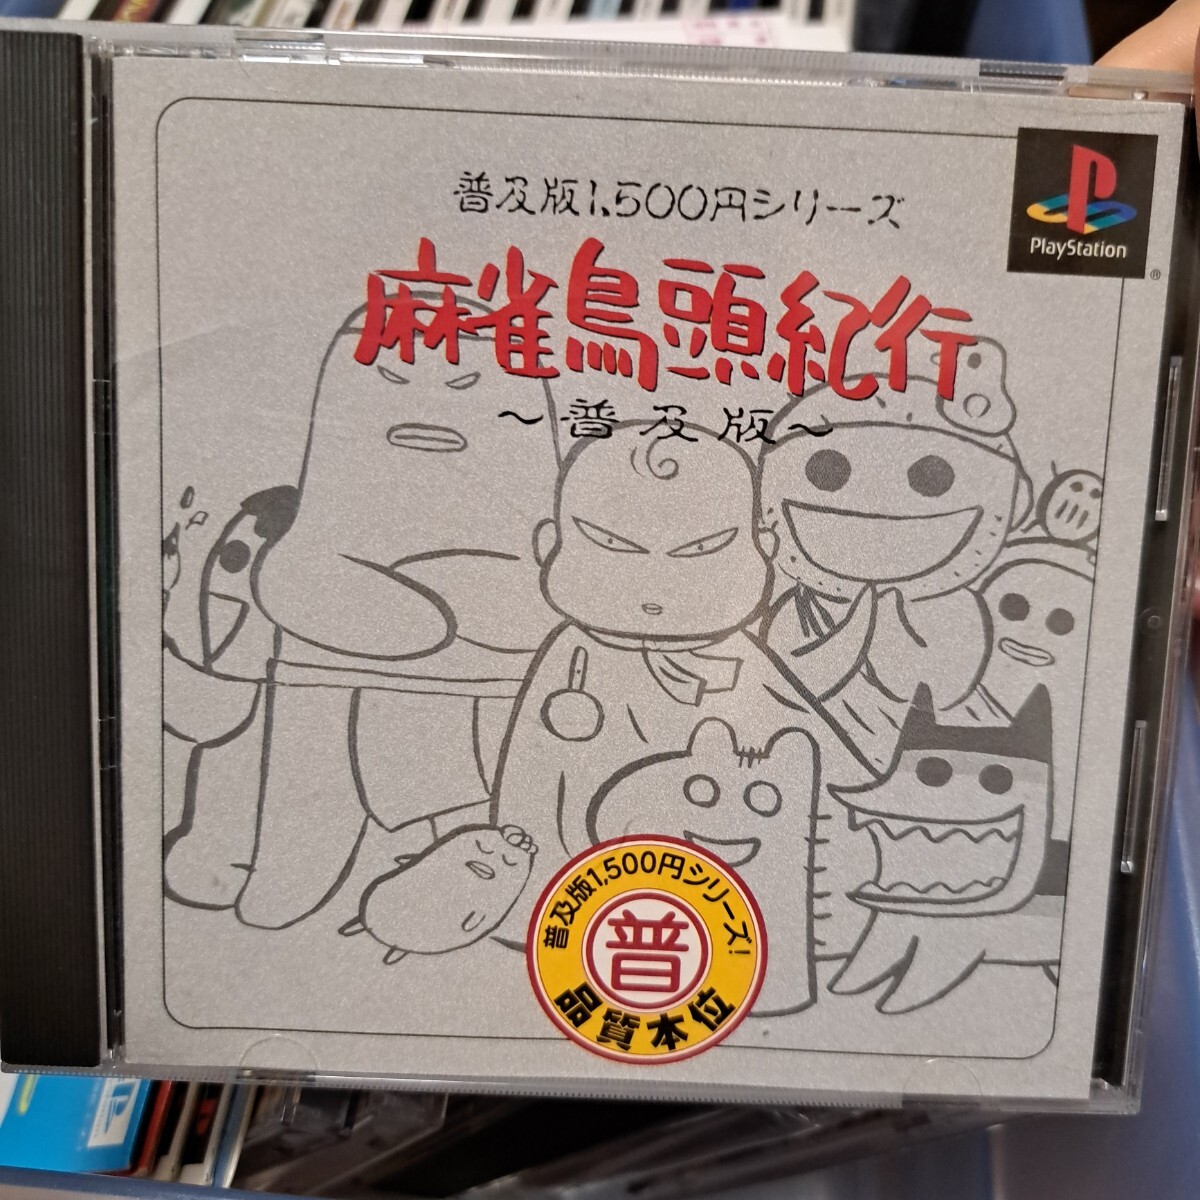 普及版1,500円シリーズ
麻雀鳥頭紀行
～普及版～
PlayStation
®
普及版1,500円シリーズ!
普
品質本位